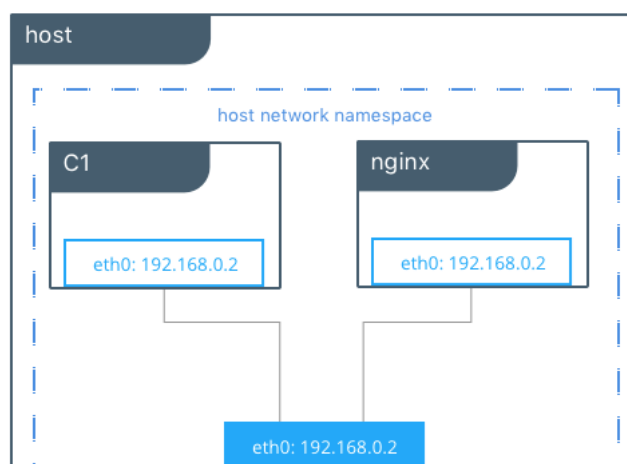 host
host network namespace
C1
nginx
eth0: 192.168.0.2
eth0: 192.168.0.2
eth0: 192.168.0.2